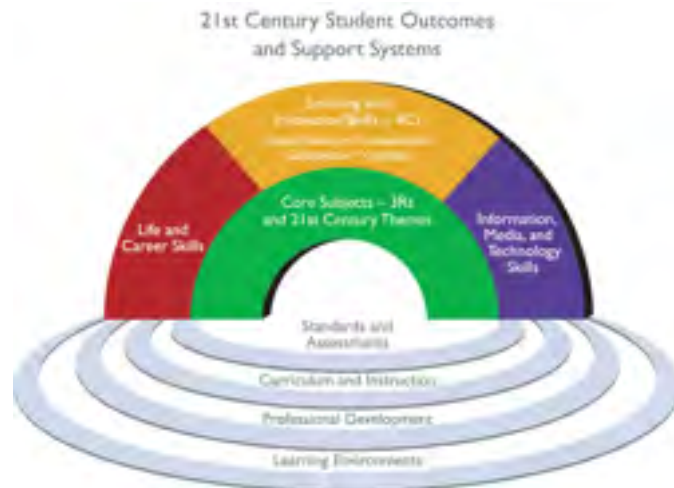 21st Century Student Outcomes
and Support Systems
Learning and
Innovation Skills – 4Cs
Core Subjects – 3Rs
and 21st Century Themes
Life and
Career Skills
Information,
Media, and
Technology
Skills
Standards and
Assessments
Curriculum and Instruction
Professional Development
Learning Environments